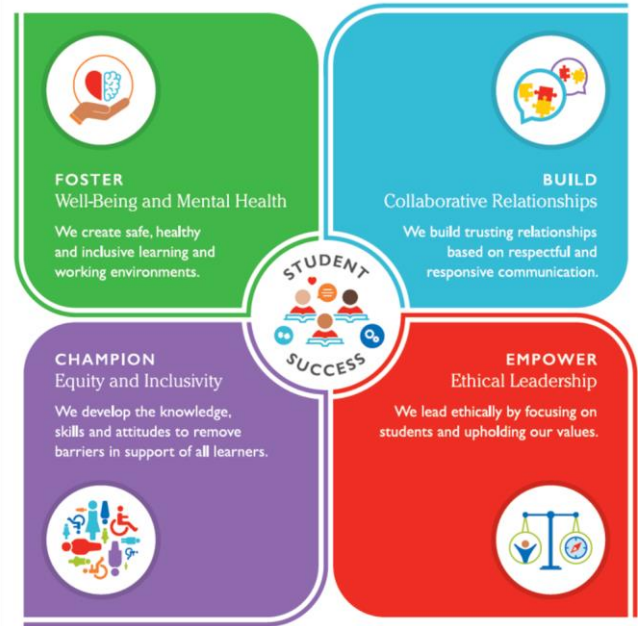 FOSTER
Well-Being and Mental Health
We create safe, healthy
and inclusive learning and
working environments.
BUILD
Collaborative Relationships
We build trusting relationships
based on respectful and
responsive communication.
STUDENT
SUCCESS
CHAMPION
Equity and Inclusivity
We develop the knowledge,
skills and attitudes to remove
barriers in support of all learners.
EMPOWER
Ethical Leadership
We lead ethically by focusing on
students and upholding our values.